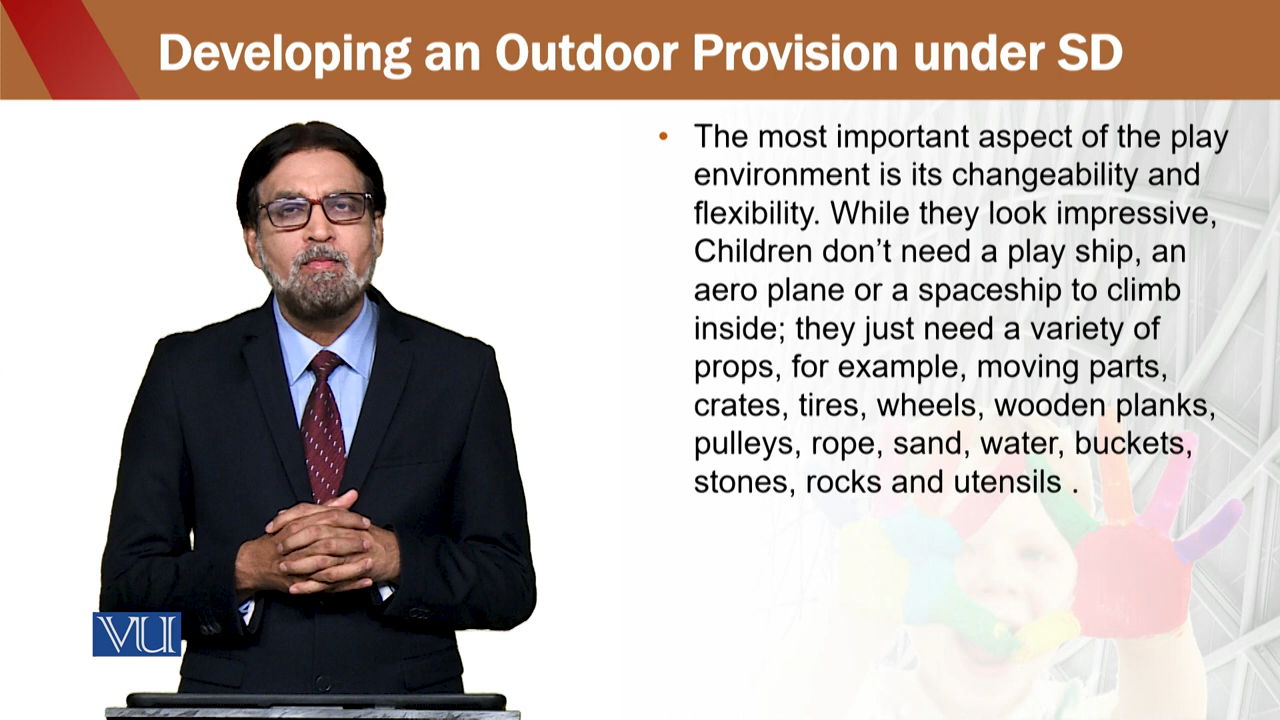 Developing an Outdoor Provision under SD
• The most important aspect of the play
environment is its changeability and
flexibility. While they look impressive,
Children don’t need a play ship, an
aero plane or a spaceship to climb
inside; they just need a variety of
props, for example, moving parts,
crates, tires, wheels, wooden planks,
pulleys, rope, sand, water, buckets,
stones, rocks and utensils .
VU